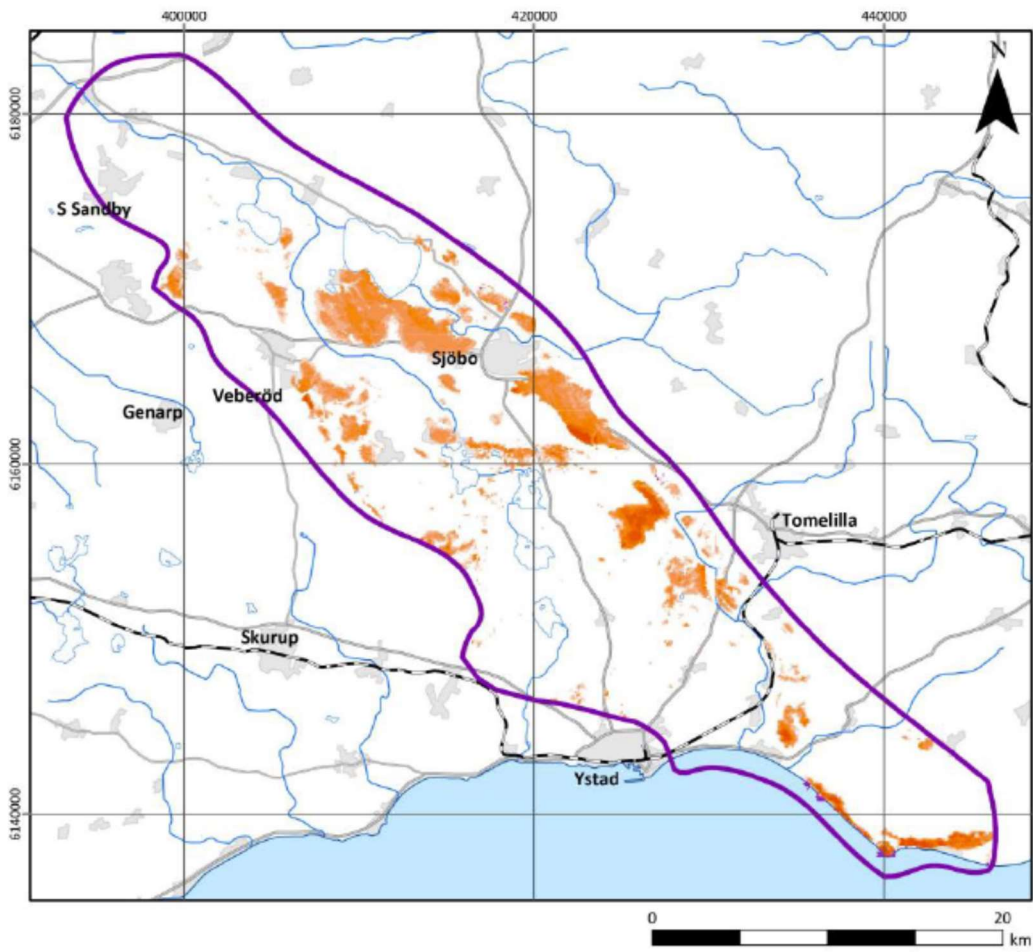 400000
420000
440000
N
6180000
S Sandby
Sjöbo
Veberöd
Genarp
6160000
Tomelilla
Skurup
Ystad
6140000
0
20
km